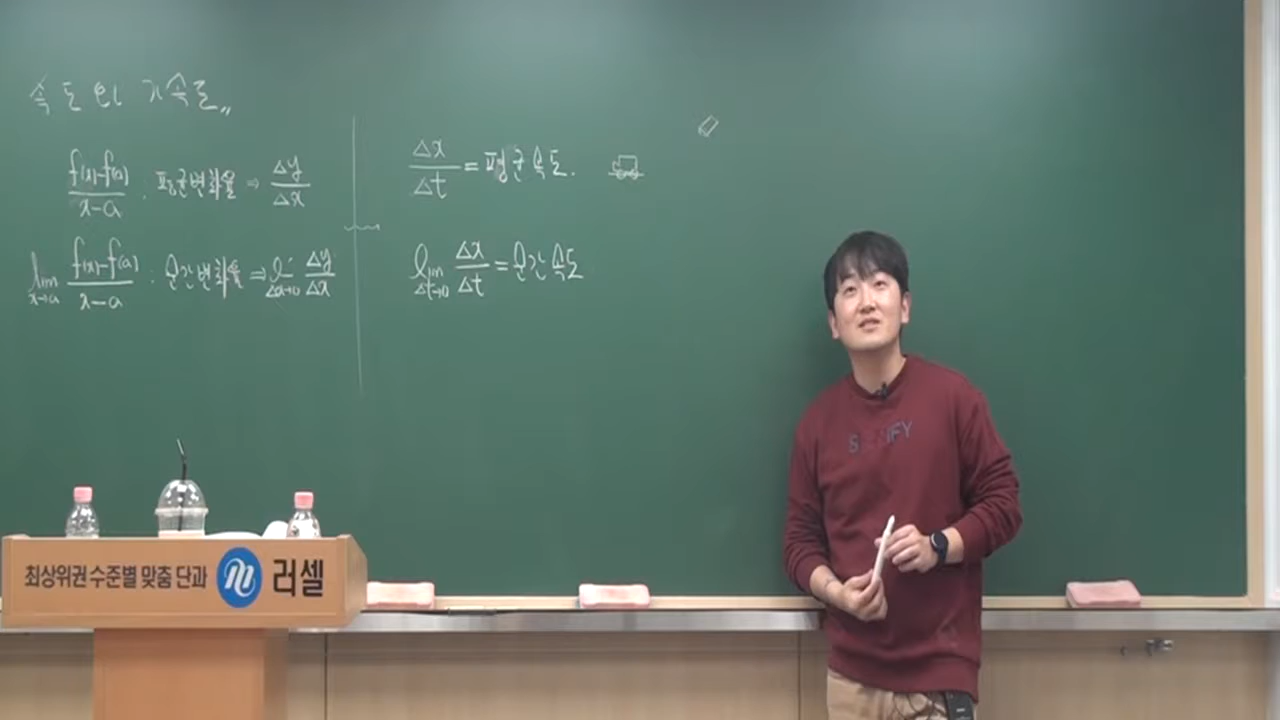 속도와 가속도
f(x)-f(a) / x-a : 평균변화율 ⇒ Δy/Δx
lim x→a f(x)-f(a) / x-a : 순간변화율 ⇒ lim Δx→0 Δy/Δx
Δx/Δt = 평균속도.
lim Δt→0 Δx/Δt = 순간속도
최상위권 수준별 맞춤 단과 러셀